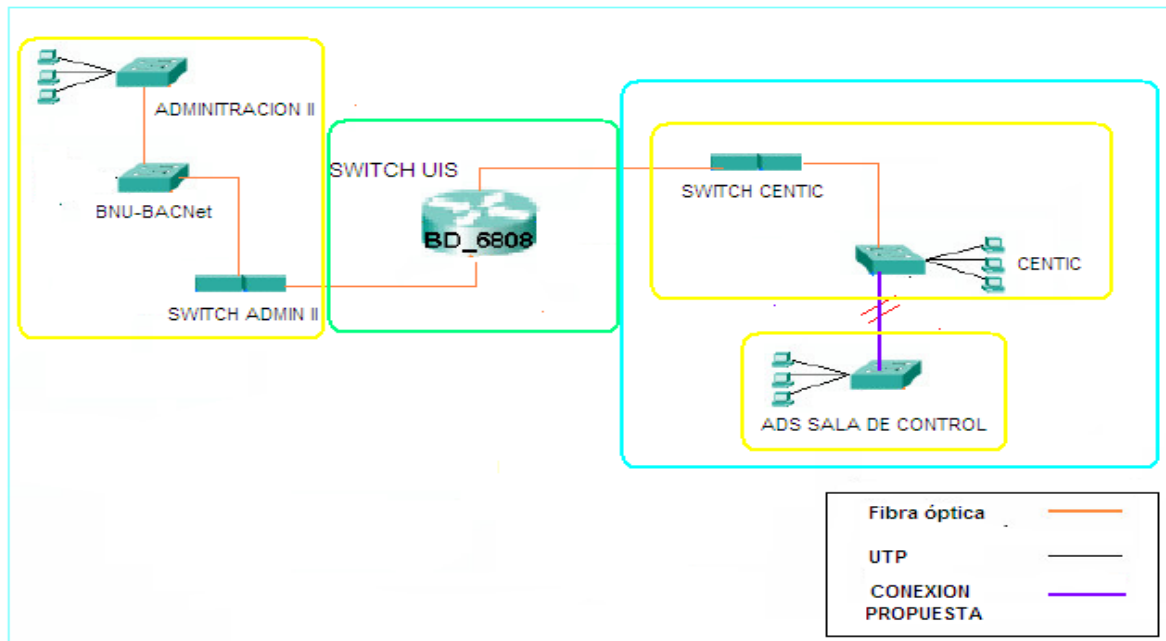 ADMINITRACION II
BNU-BACNet
SWITCH ADMIN II
SWITCH UIS
BD_6808
SWITCH CENTIC
CENTIC
ADS SALA DE CONTROL
Fibra óptica
UTP
CONEXION
PROPUESTA